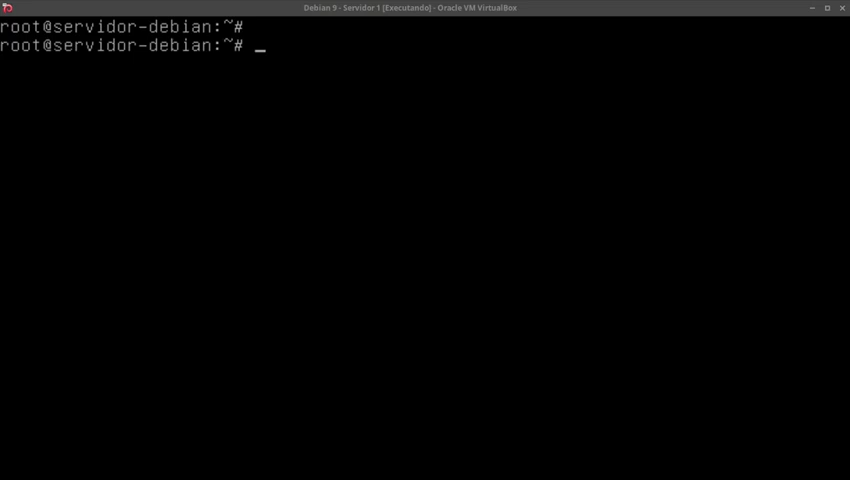 Debian 9 - Servidor 1 [Executando] - Oracle VM VirtualBox
root@servidor-debian:~#
root@servidor-debian:~# _